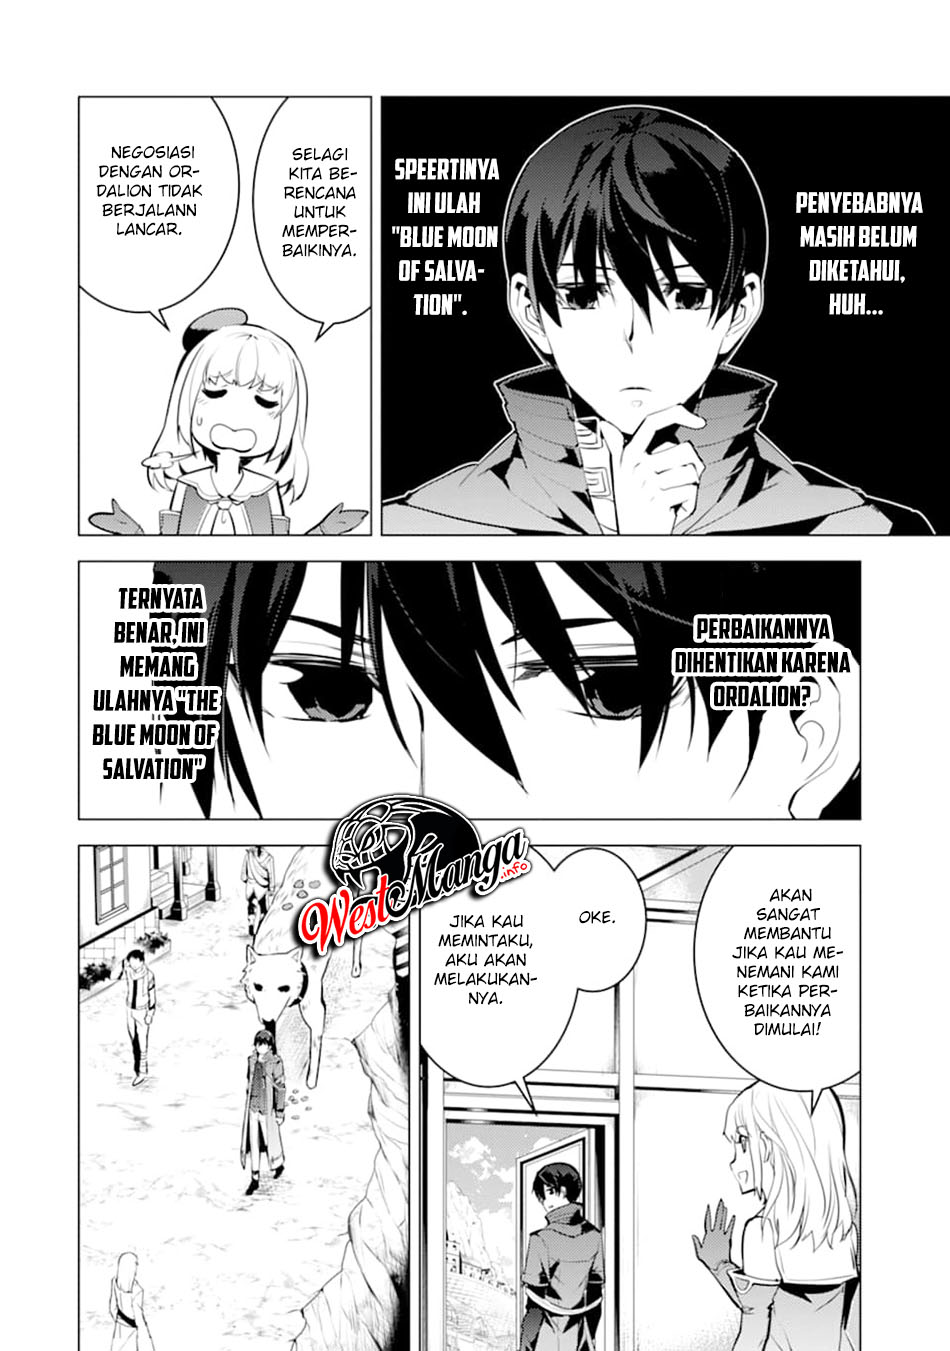 PENYEBABNYA
MASIH BELUM
DIKETAHUI,
HUH...
SPEERTINYA
INI ULAH
"BLUE MOON
OF SALVA-
TION".
SELAGI
KITA BE-
RENCANA
UNTUK
MEMPER-
BAIKINYA.
NEGOSIASI
DENGAN OR-
DALION TIDAK
BERJALANN
LANCAR.
PERBAIKANNYA
DIHENTIKAN KARENA
ORDALION?
TERNYATA
BENAR, INI
MEMANG
ULAHNYA "THE
BLUE MOON OF
SALVATION"
AKAN
SANGAT
MEMBANTU
JIKA KAU ME-
NEMANI KAMI
KETIKA PER-
BAIKANNYA
DIMULAI!
OKE.
JIKA KAU
MEMINTAKU,
AKU AKAN
MELAKUKAN-
NYA.
WestManga
.info